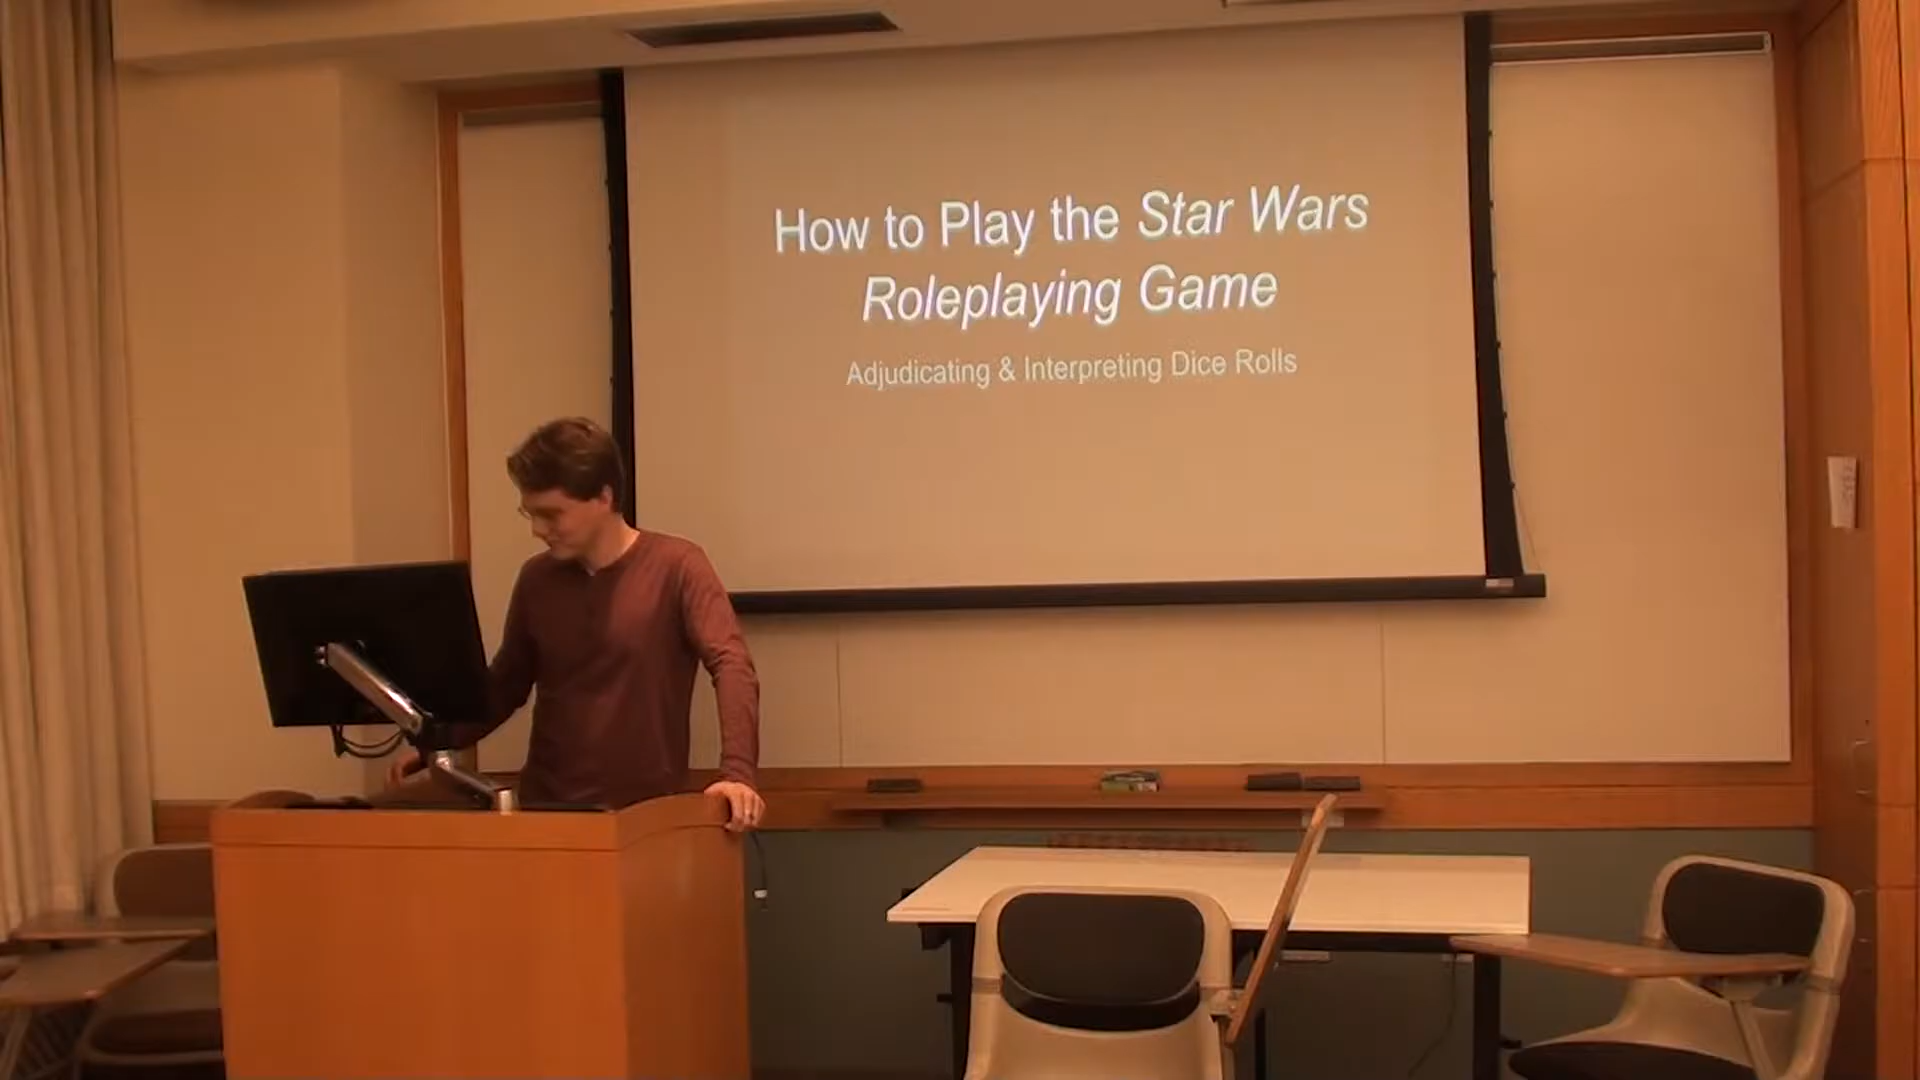 How to Play the Star Wars
Roleplaying Game
Adjudicating & Interpreting Dice Rolls